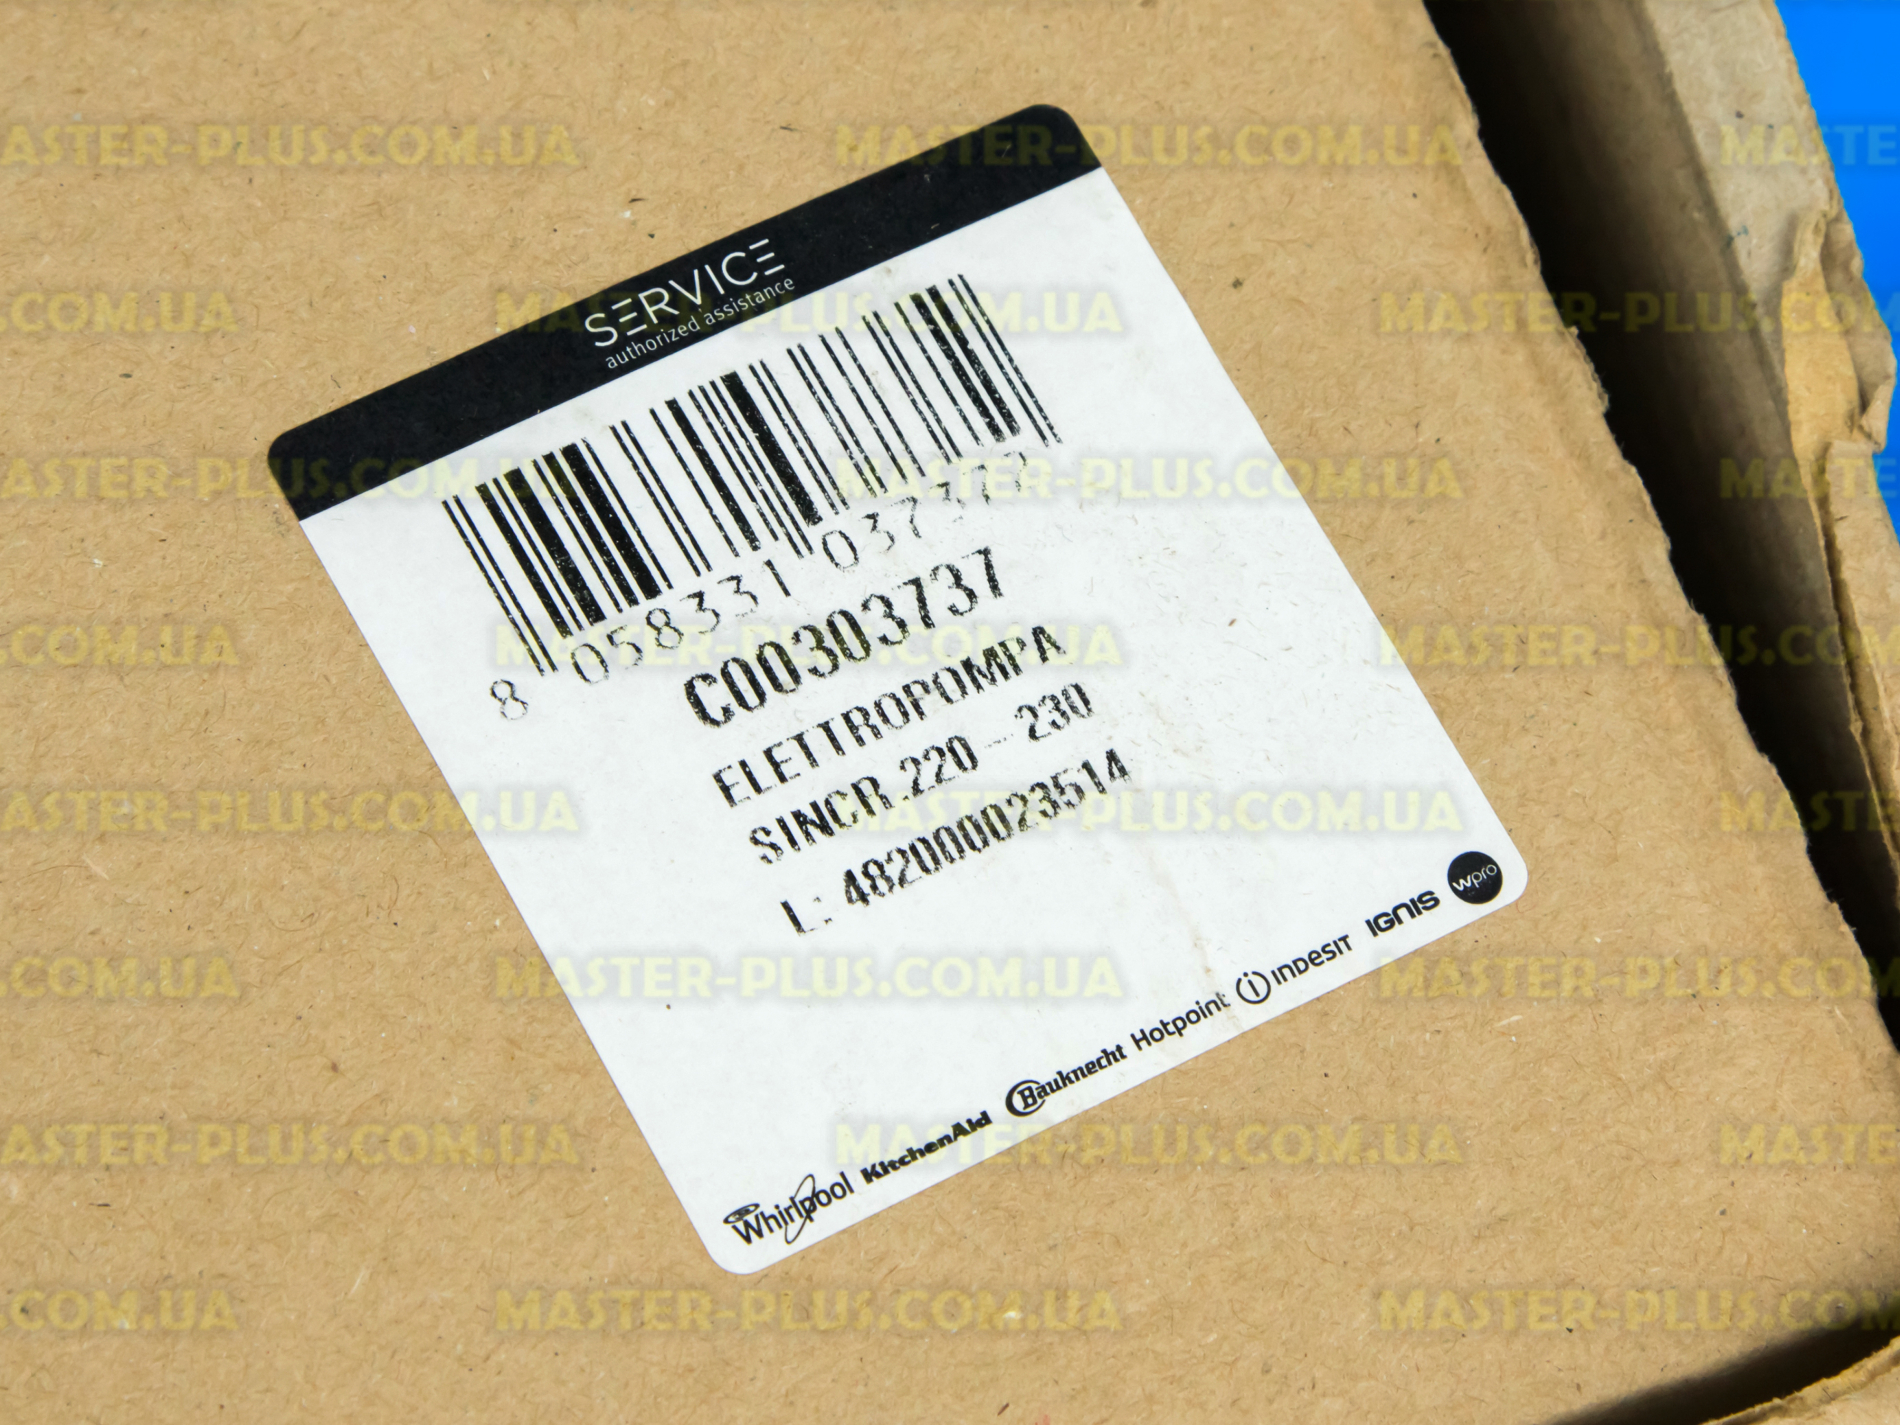 SERVICE
authorized assistance
8 058331 037377
C00303737
ELETTROPOMPA
SINCR.220 - 230
L: 482000023514
Whirlpool KitchenAid Bauknecht Hotpoint i INDESIT IGNIS wpro
MASTER-PLUS.COM.UA